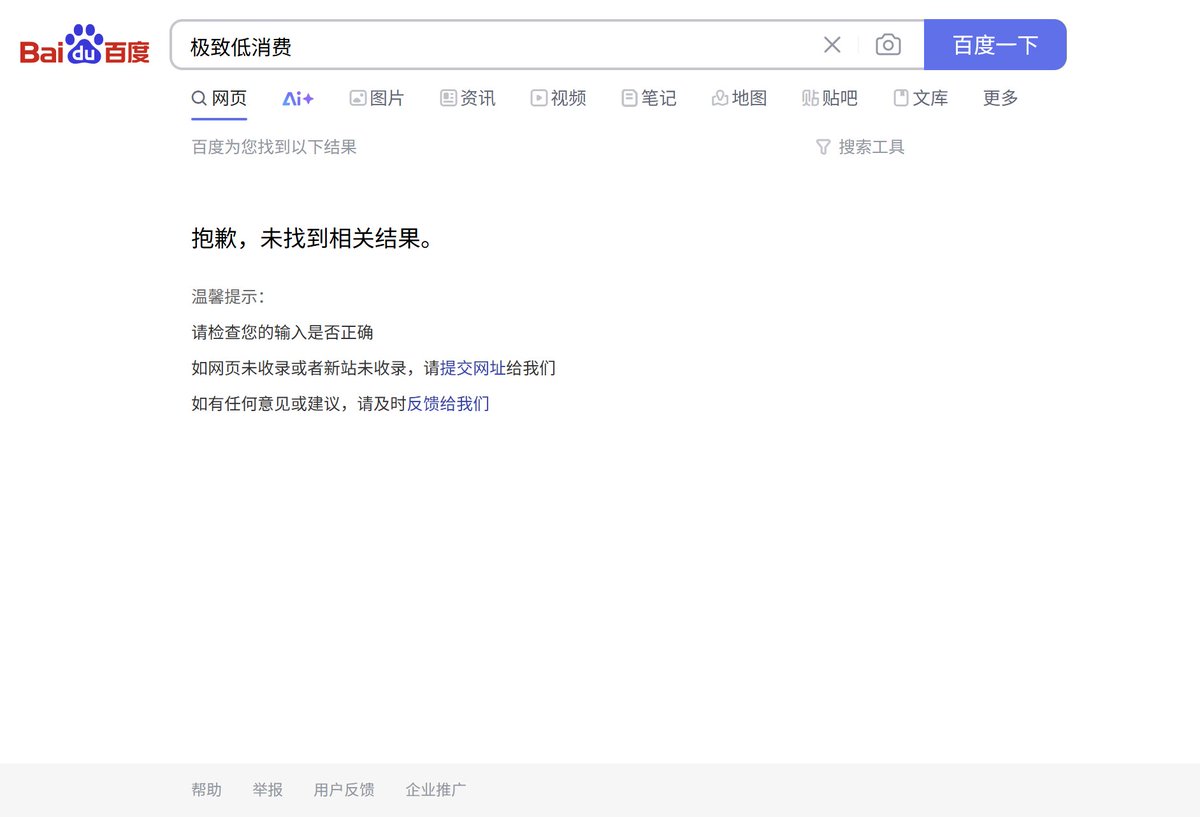 Bai du 百度 极致低消费 百度一下
网页 Ai+ 图片 资讯 视频 笔记 地图 贴 贴吧 文库 更多
百度为您找到以下结果 搜索工具
抱歉，未找到相关结果。
温馨提示：
请检查您的输入是否正确
如网页未收录或者新站未收录，请提交网址给我们
如有任何意见或建议，请及时反馈给我们
帮助 举报 用户反馈 企业推广